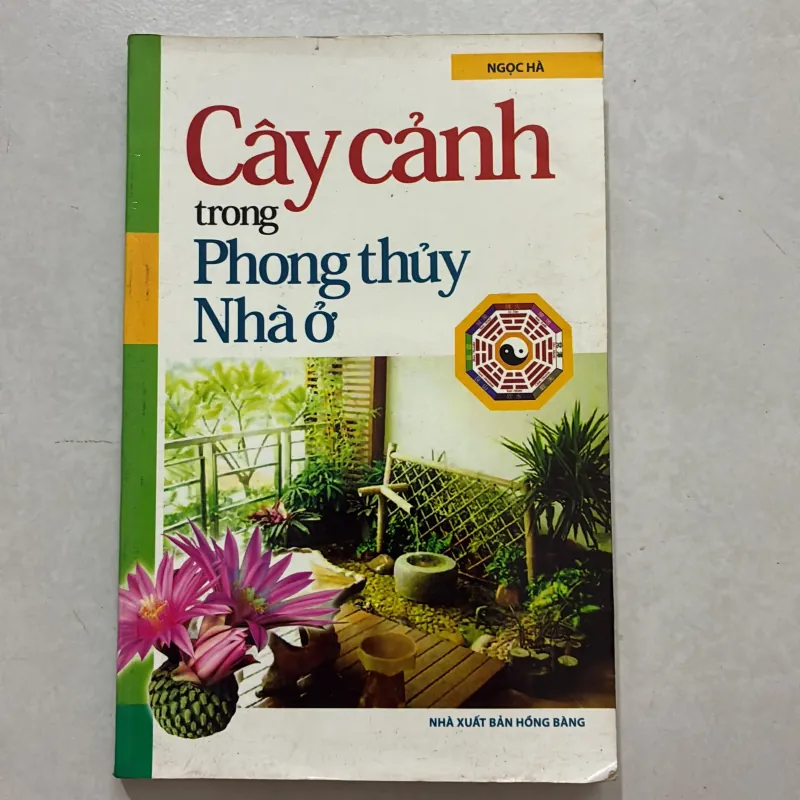 NGỌC HÀ
Cây cảnh
trong
Phong thủy
Nhà ở
NHÀ XUẤT BẢN HỒNG BÀNG